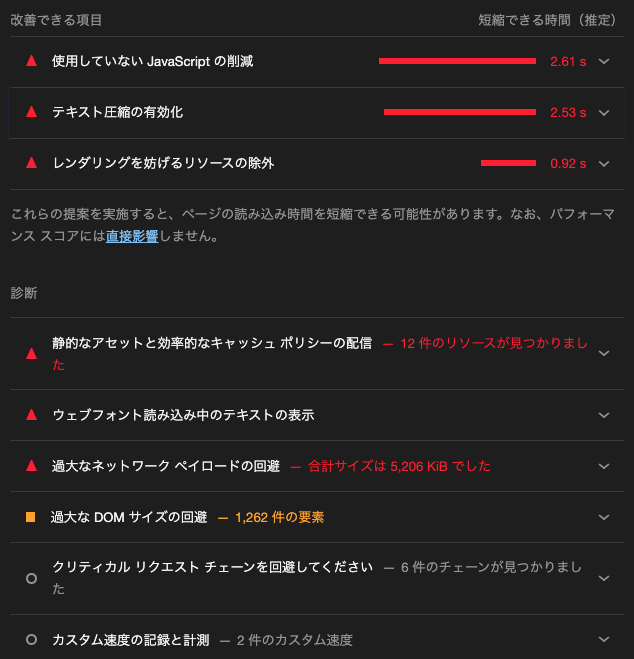 改善できる項目 短縮できる時間（推定）
使用していない JavaScript の削減 2.61 s
テキスト圧縮の有効化 2.53 s
レンダリングを妨げるリソースの除外 0.92 s
これらの提案を実施すると、ページの読み込み時間を短縮できる可能性があります。なお、パフォーマ
ンス スコアには直接影響しません。
診断
静的なアセットと効率的なキャッシュ ポリシーの配信 — 12 件のリソースが見つかりまし
た
ウェブフォント読み込み中のテキストの表示
過大なネットワーク ペイロードの回避 — 合計サイズは 5,206 KiB でした
過大な DOM サイズの回避 — 1,262 件の要素
クリティカル リクエスト チェーンを回避してください — 6 件のチェーンが見つかりまし
た
カスタム速度の記録と計測 — 2 件のカスタム速度